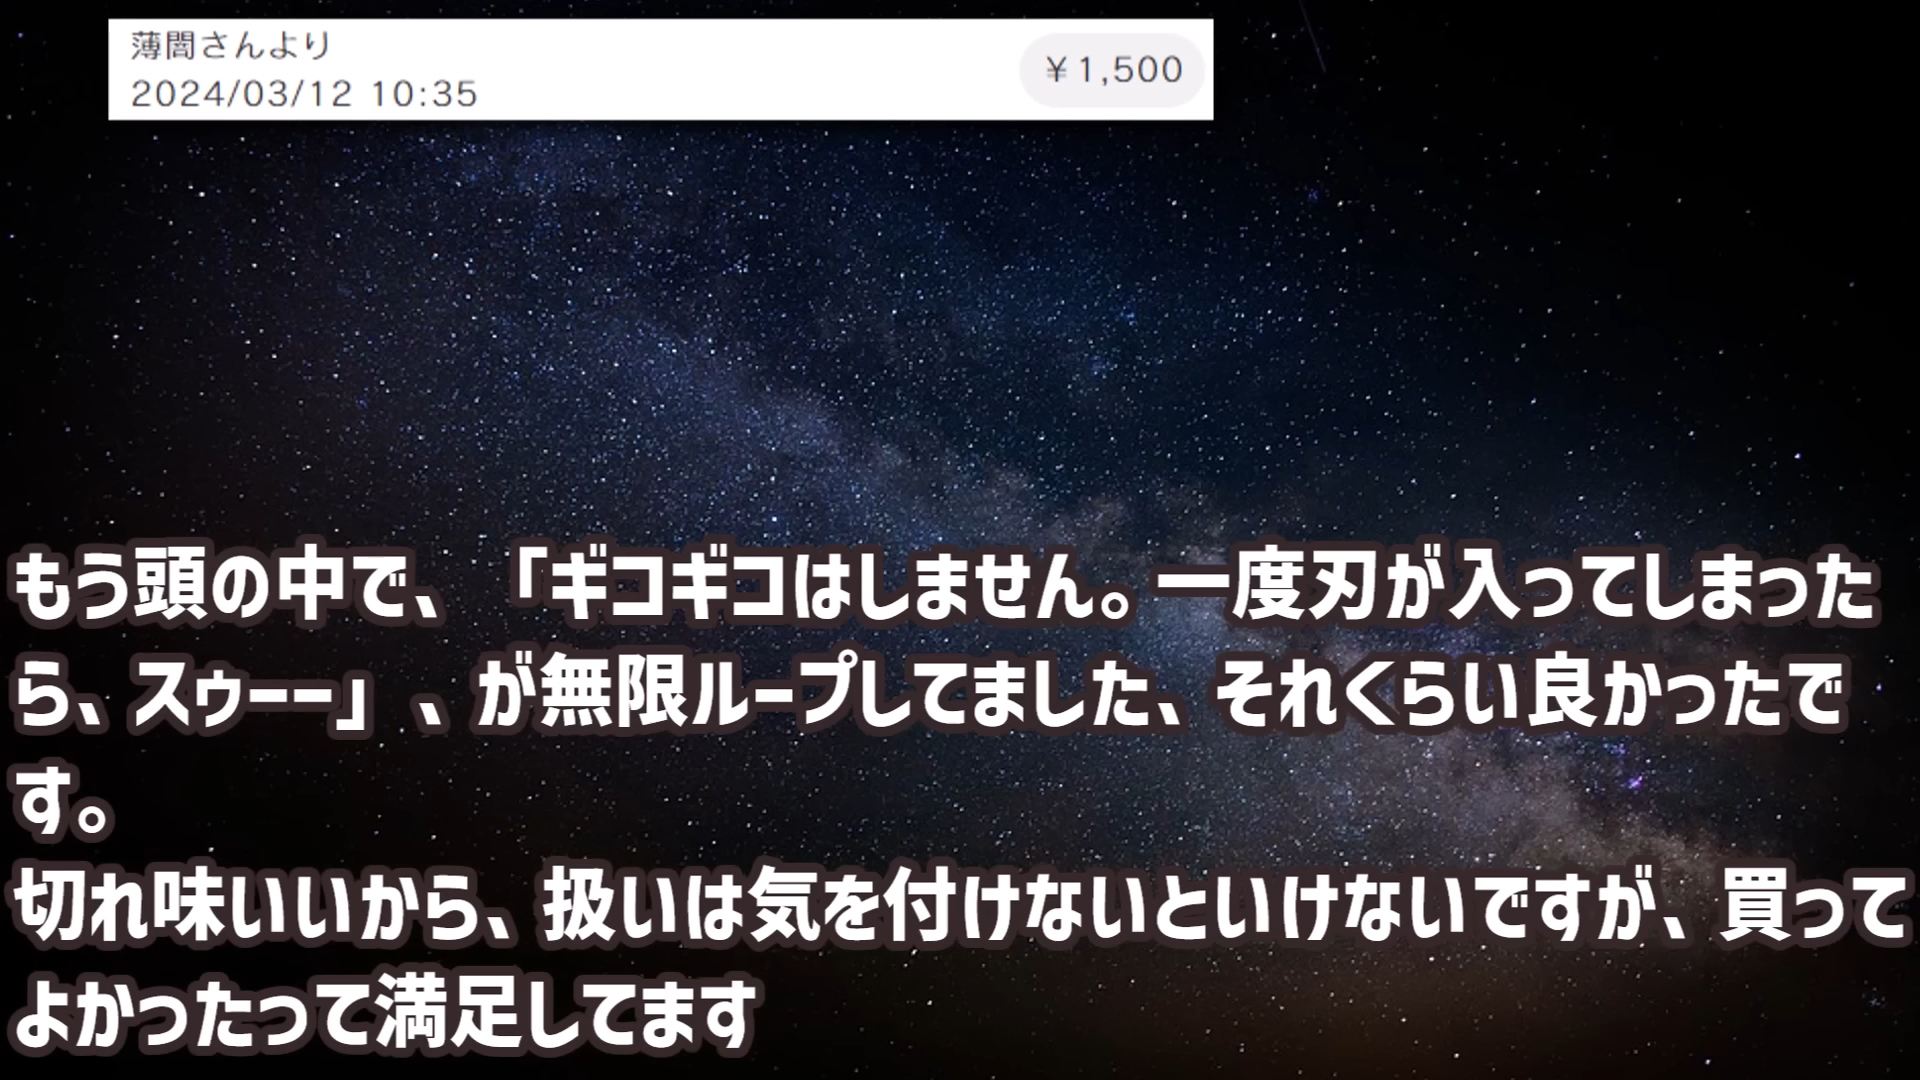 薄闇さんより
2024/03/12 10:35
￥1,500
もう頭の中で、「ギコギコはしません。一度刃が入ってしまった
ら、スゥーー」、が無限ループしてました、それくらい良かったで
す。
切れ味いいから、扱いは気を付けないといけないですが、買って
よかったって満足してます